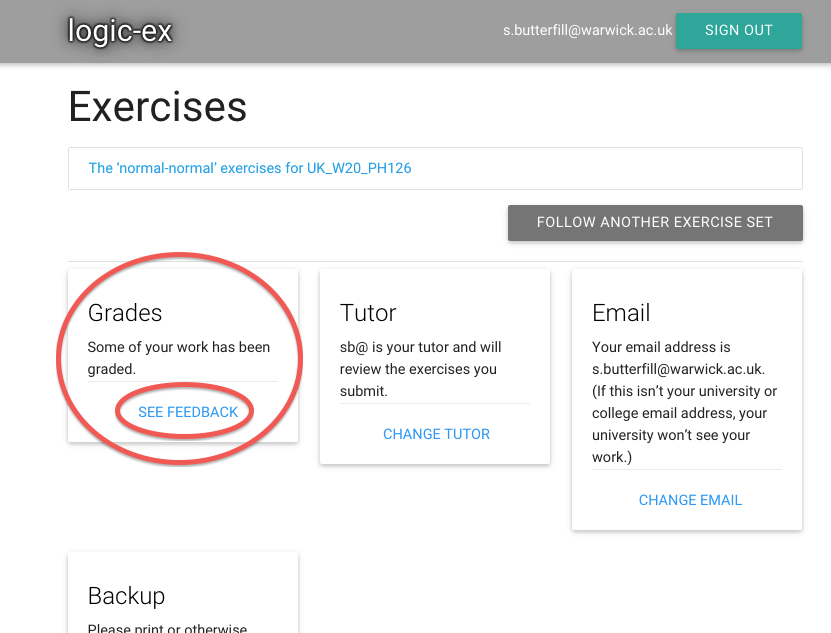 logic-ex
s.butterfill@warwick.ac.uk
SIGN OUT
Exercises
The ‘normal-normal’ exercises for UK_W20_PH126
FOLLOW ANOTHER EXERCISE SET
Grades
Some of your work has been
graded.
SEE FEEDBACK
Tutor
sb@ is your tutor and will
review the exercises you
submit.
CHANGE TUTOR
Email
Your email address is
s.butterfill@warwick.ac.uk.
(If this isn’t your university or
college email address, your
university won’t see your
work.)
CHANGE EMAIL
Backup
Please print or otherwise